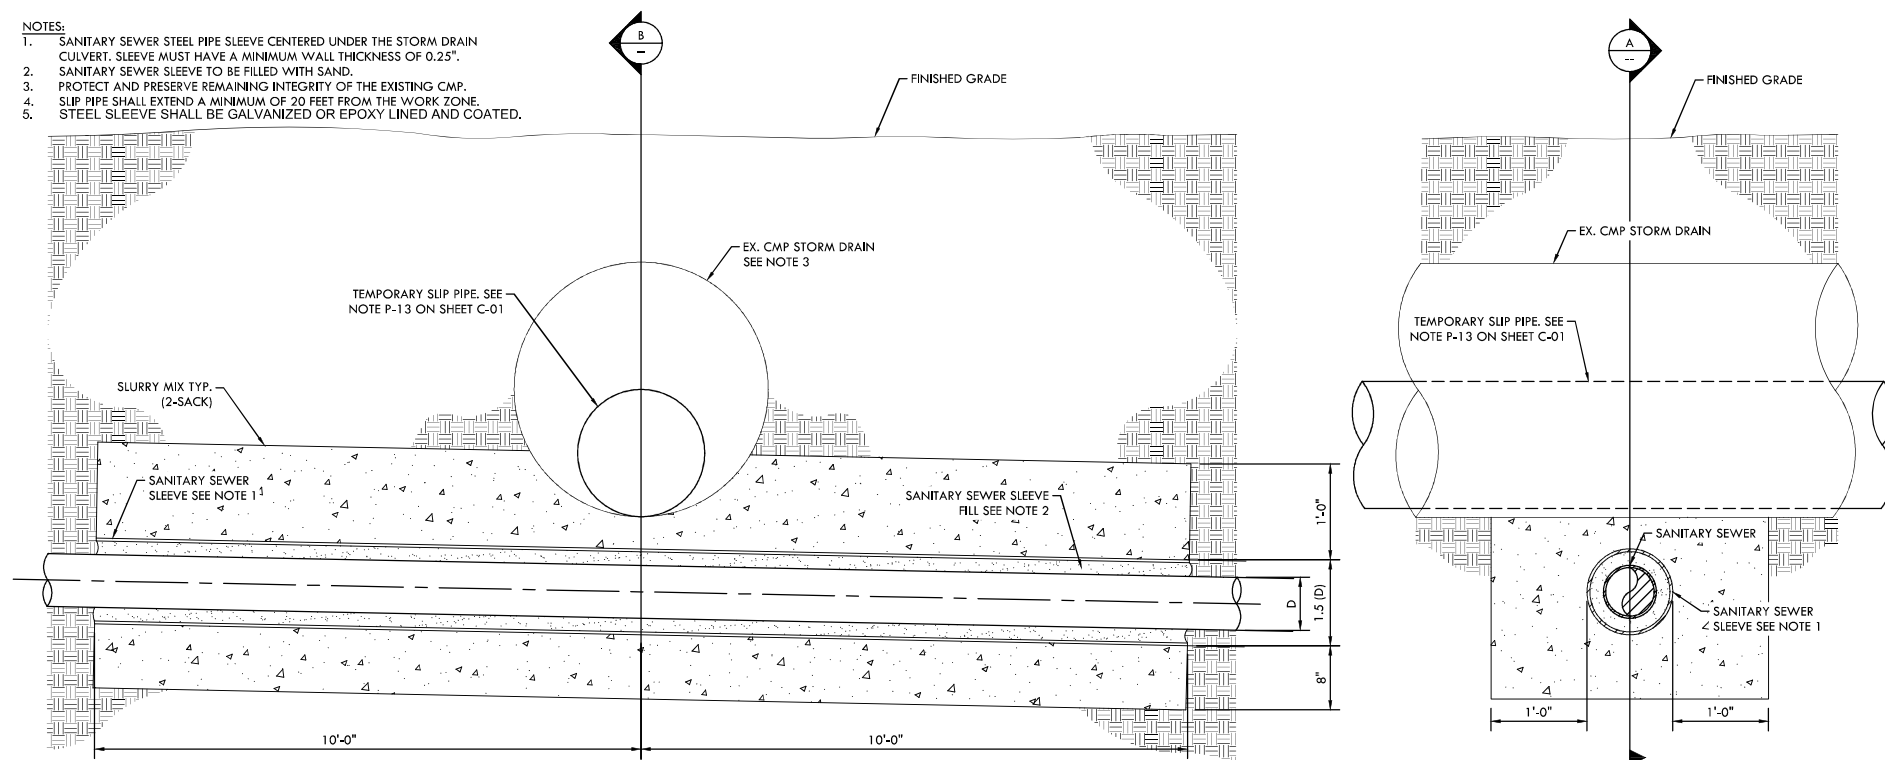 NOTES:
1. SANITARY SEWER STEEL PIPE SLEEVE CENTERED UNDER THE STORM DRAIN
CULVERT. SLEEVE MUST HAVE A MINIMUM WALL THICKNESS OF 0.25".
2. SANITARY SEWER SLEEVE TO BE FILLED WITH SAND.
3. PROTECT AND PRESERVE REMAINING INTEGRITY OF THE EXISTING CMP.
4. SLIP PIPE SHALL EXTEND A MINIMUM OF 20 FEET FROM THE WORK ZONE.
5. STEEL SLEEVE SHALL BE GALVANIZED OR EPOXY LINED AND COATED.
B
–
FINISHED GRADE
EX. CMP STORM DRAIN
SEE NOTE 3
TEMPORARY SLIP PIPE. SEE
NOTE P-13 ON SHEET C-01
SLURRY MIX TYP.
(2-SACK)
SANITARY SEWER
SLEEVE SEE NOTE 1
SANITARY SEWER SLEEVE
FILL SEE NOTE 2
1'-0"
D
1.5 (D)
8"
10'-0"
10'-0"
A
--
FINISHED GRADE
EX. CMP STORM DRAIN
TEMPORARY SLIP PIPE. SEE
NOTE P-13 ON SHEET C-01
SANITARY SEWER
SANITARY SEWER
SLEEVE SEE NOTE 1
1'-0"
1'-0"